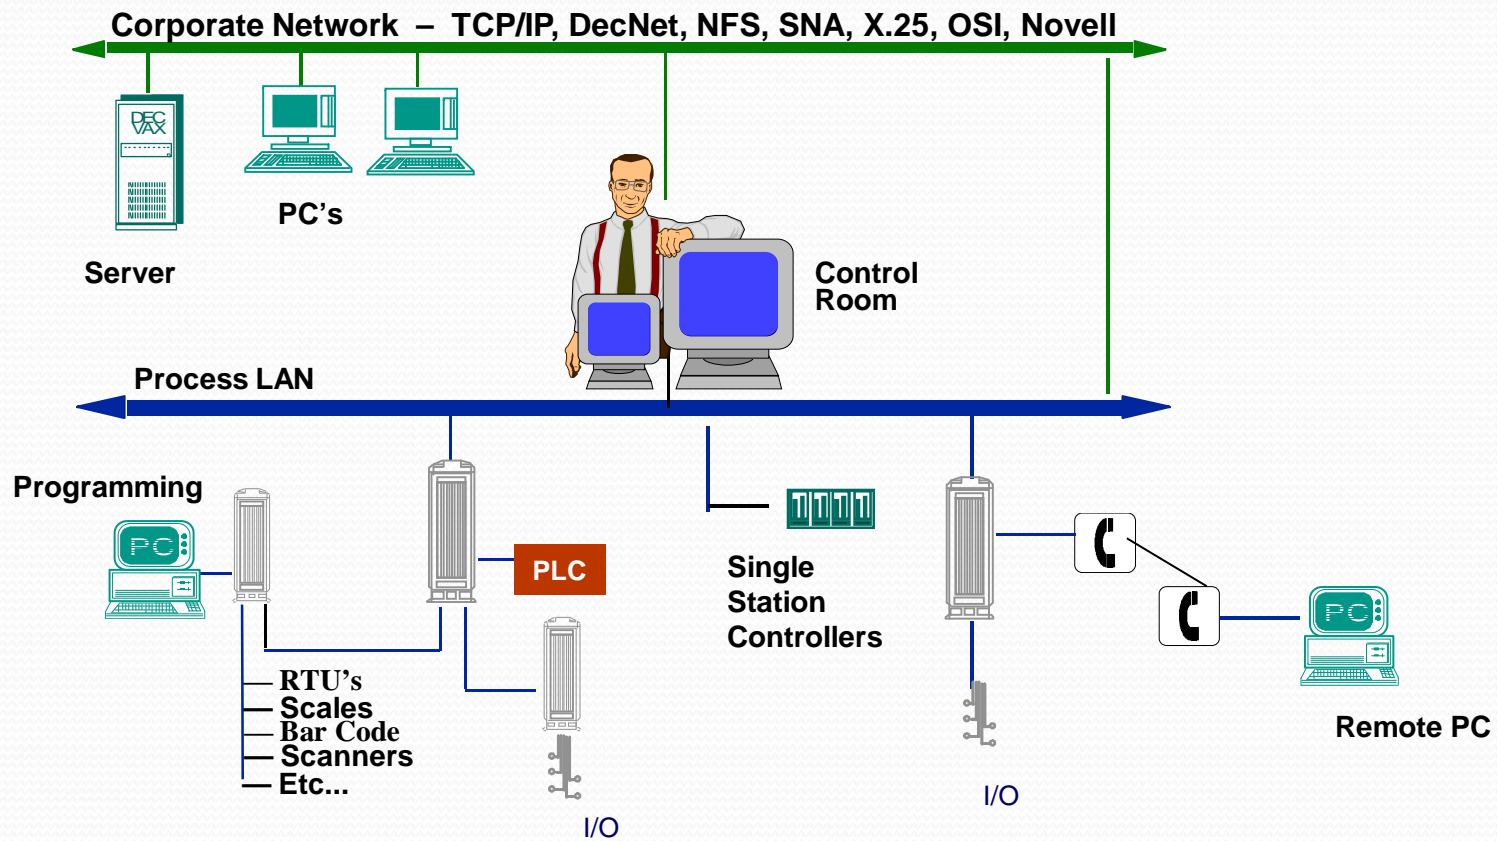 Corporate Network – TCP/IP, DecNet, NFS, SNA, X.25, OSI, Novell
DEC
VAX
PC's
Server
Control
Room
Process LAN
Programming
PC
PLC
Single
Station
Controllers
PC
RTU's
Scales
Bar Code
Scanners
Etc...
Remote PC
I/O
I/O